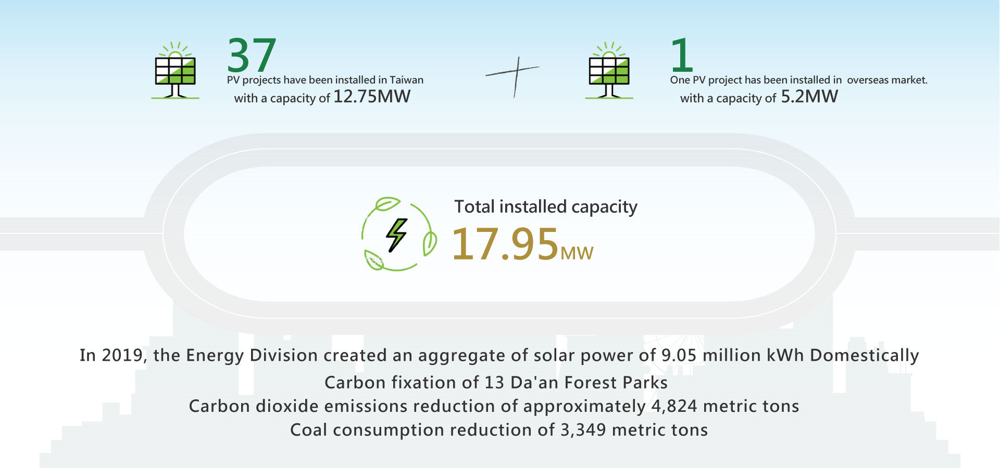 37
PV projects have been installed in Taiwan
with a capacity of 12.75MW
1
One PV project has been installed in overseas market.
with a capacity of 5.2MW
Total installed capacity
17.95MW
In 2019, the Energy Division created an aggregate of solar power of 9.05 million kWh Domestically
Carbon fixation of 13 Da'an Forest Parks
Carbon dioxide emissions reduction of approximately 4,824 metric tons
Coal consumption reduction of 3,349 metric tons